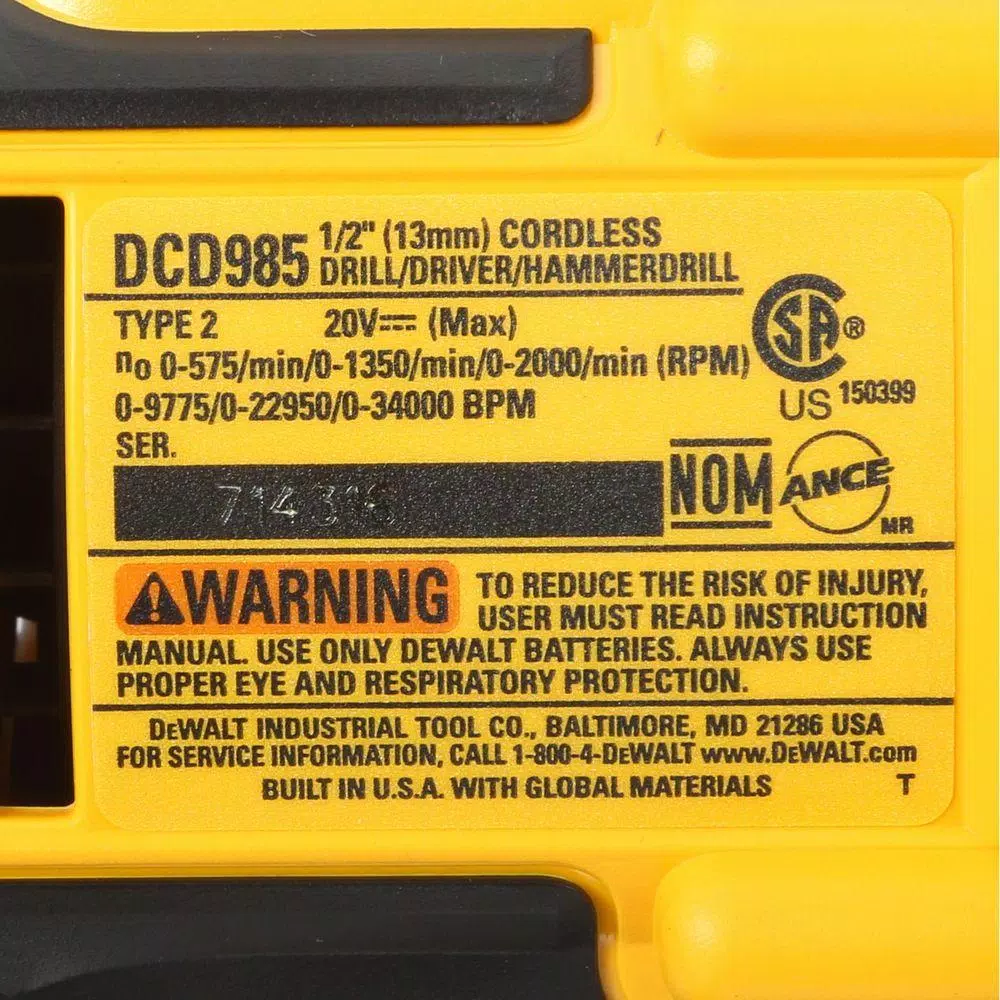 DCD985 1/2" (13mm) CORDLESS
DRILL/DRIVER/HAMMERDRILL
TYPE 2 20V⎓ (Max)
no 0-575/min/0-1350/min/0-2000/min (RPM)
0-9775/0-22950/0-34000 BPM
SA®
US 150399
SER.
714316
NOM ANCE
MR
WARNING TO REDUCE THE RISK OF INJURY,
USER MUST READ INSTRUCTION
MANUAL. USE ONLY DEWALT BATTERIES. ALWAYS USE
PROPER EYE AND RESPIRATORY PROTECTION.
DEWALT INDUSTRIAL TOOL CO., BALTIMORE, MD 21286 USA
FOR SERVICE INFORMATION, CALL 1-800-4-DEWALT www.DEWALT.com
BUILT IN U.S.A. WITH GLOBAL MATERIALS T